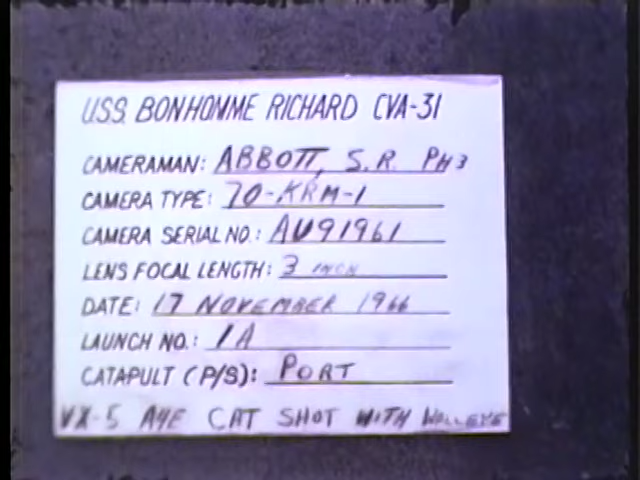 USS BONHOMME RICHARD CVA-31
CAMERAMAN: ABBOTT, S.R. PH3
CAMERA TYPE: 70-KRM-1
CAMERA SERIAL NO.: AU91961
LENS FOCAL LENGTH: 3 INCH
DATE: 17 NOVEMBER 1966
LAUNCH NO.: 1A
CATAPULT (P/S): PORT
VX-5 A4E CAT SHOT WITH WALLEYE